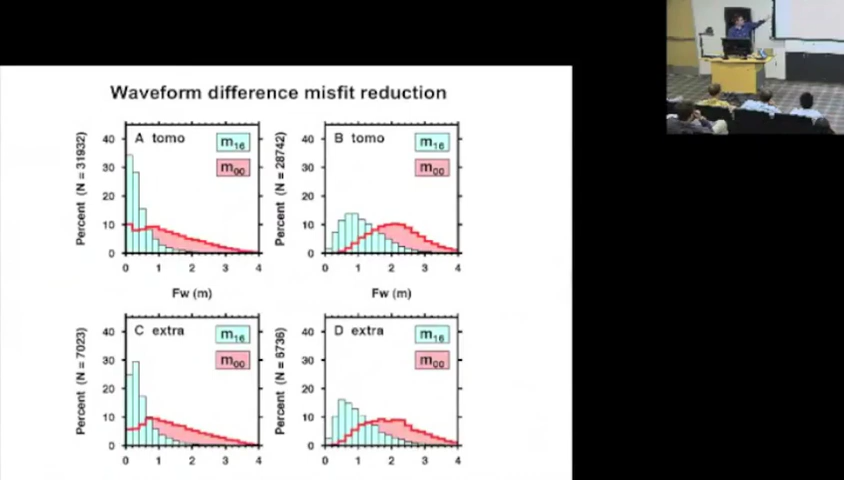 Waveform difference misfit reduction
A tomo
m16
m00
Percent (N = 31932)
40
30
20
10
0
0 1 2 3 4
Fw (m)
B tomo
m16
m00
Percent (N = 28742)
40
30
20
10
0
0 1 2 3 4
Fw (m)
C extra
m16
m00
Percent (N = 7023)
40
30
20
10
0
0 1 2 3 4
D extra
m16
m00
Percent (N = 6736)
40
30
20
10
0
0 1 2 3 4